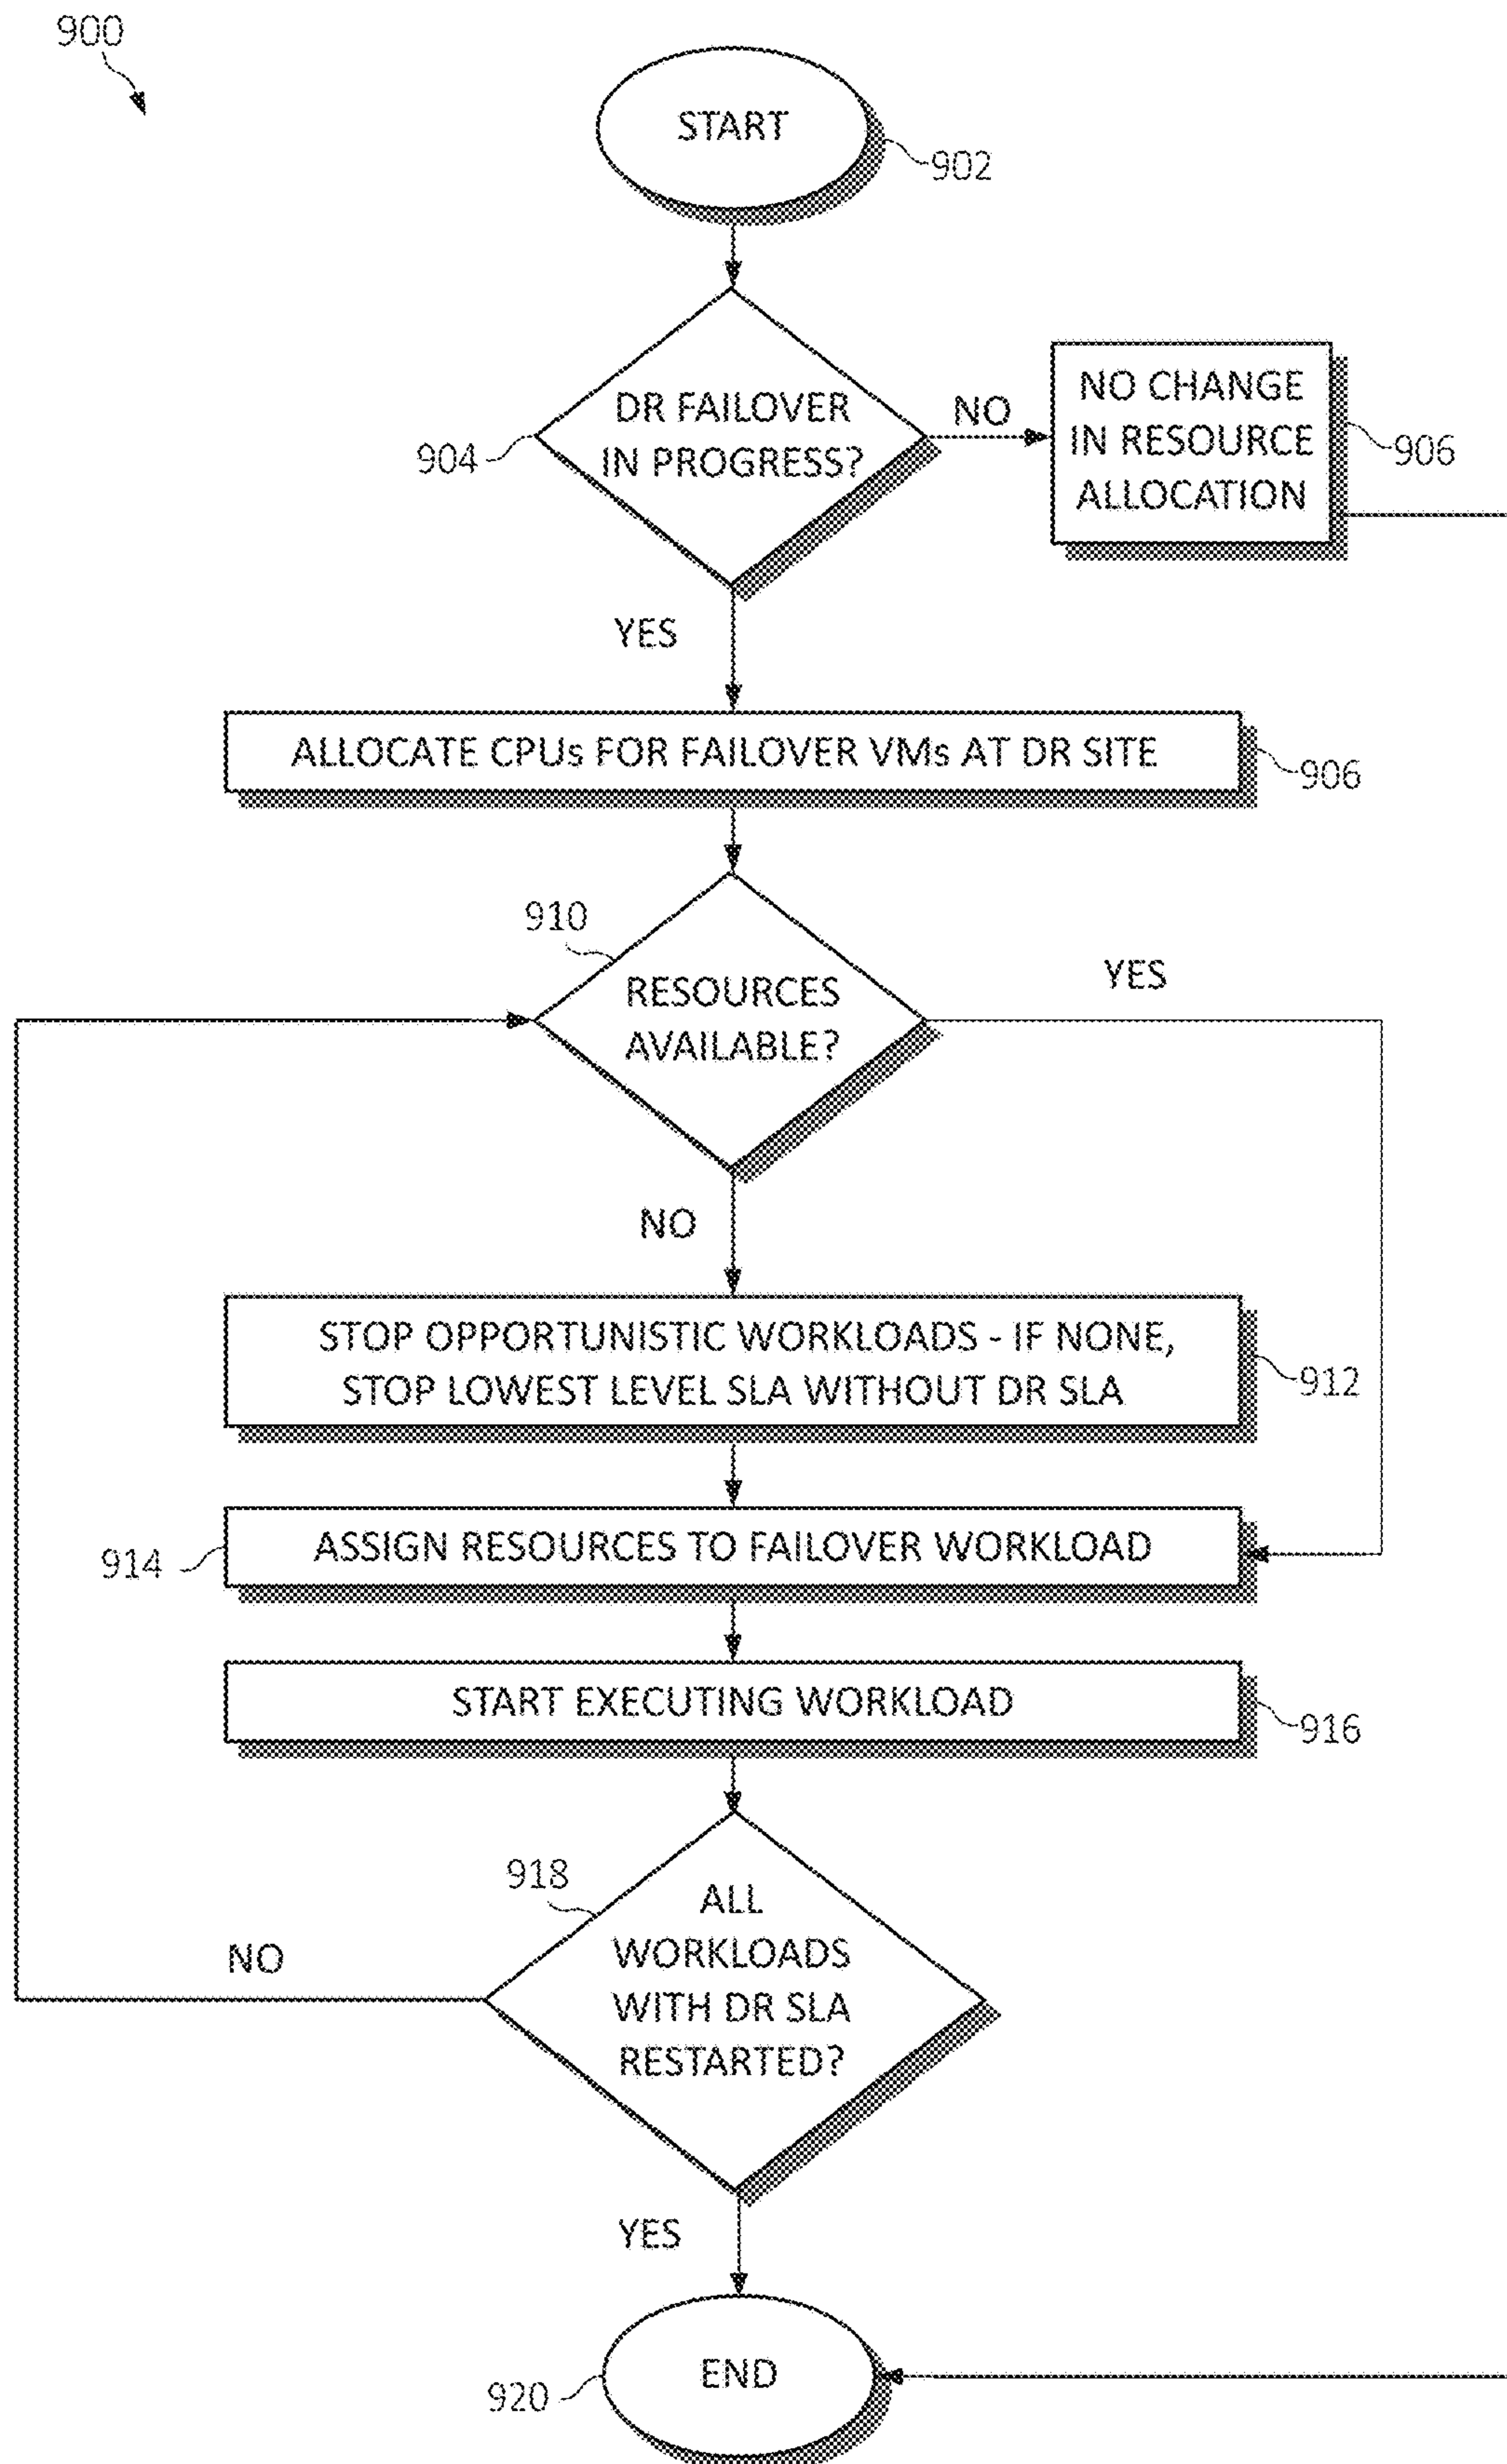 900
START
902
DR FAILOVER
IN PROGRESS?
904
NO
NO CHANGE
IN RESOURCE
ALLOCATION
906
YES
ALLOCATE CPUs FOR FAILOVER VMs AT DR SITE
906
910
RESOURCES
AVAILABLE?
YES
NO
STOP OPPORTUNISTIC WORKLOADS - IF NONE,
STOP LOWEST LEVEL SLA WITHOUT DR SLA
912
ASSIGN RESOURCES TO FAILOVER WORKLOAD
914
START EXECUTING WORKLOAD
916
918
ALL
WORKLOADS
WITH DR SLA
RESTARTED?
NO
YES
END
920